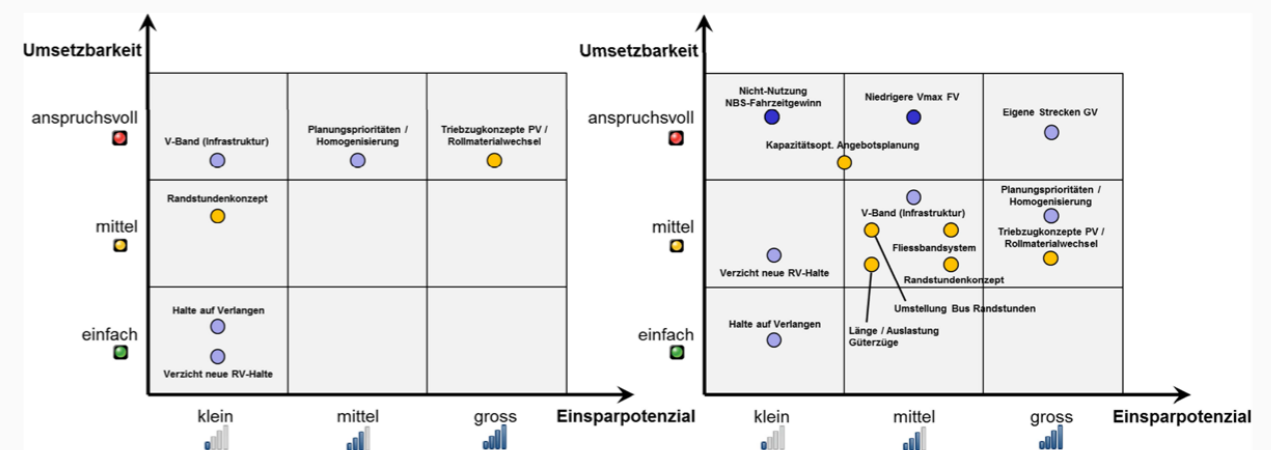 Umsetzbarkeit
anspruchsvoll
V-Band (Infrastruktur)
Planungsprioritäten /
Homogenisierung
Triebzugkonzepte PV /
Rollmaterialwechsel
Randstundenkonzept
mittel
Halte auf Verlangen
einfach
Verzicht neue RV-Halte
klein
mittel
gross
Einsparpotenzial
Umsetzbarkeit
anspruchsvoll
Nicht-Nutzung
NBS-Fahrzeitgewinn
Niedrigere Vmax FV
Eigene Strecken GV
Kapazitätsopt. Angebotsplanung
mittel
V-Band (Infrastruktur)
Planungsprioritäten /
Homogenisierung
Triebzugkonzepte PV /
Rollmaterialwechsel
Fliessbandsystem
Verzicht neue RV-Halte
Randstundenkonzept
Umstellung Bus Randstunden
einfach
Halte auf Verlangen
Länge / Auslastung
Güterzüge
klein
mittel
gross
Einsparpotenzial